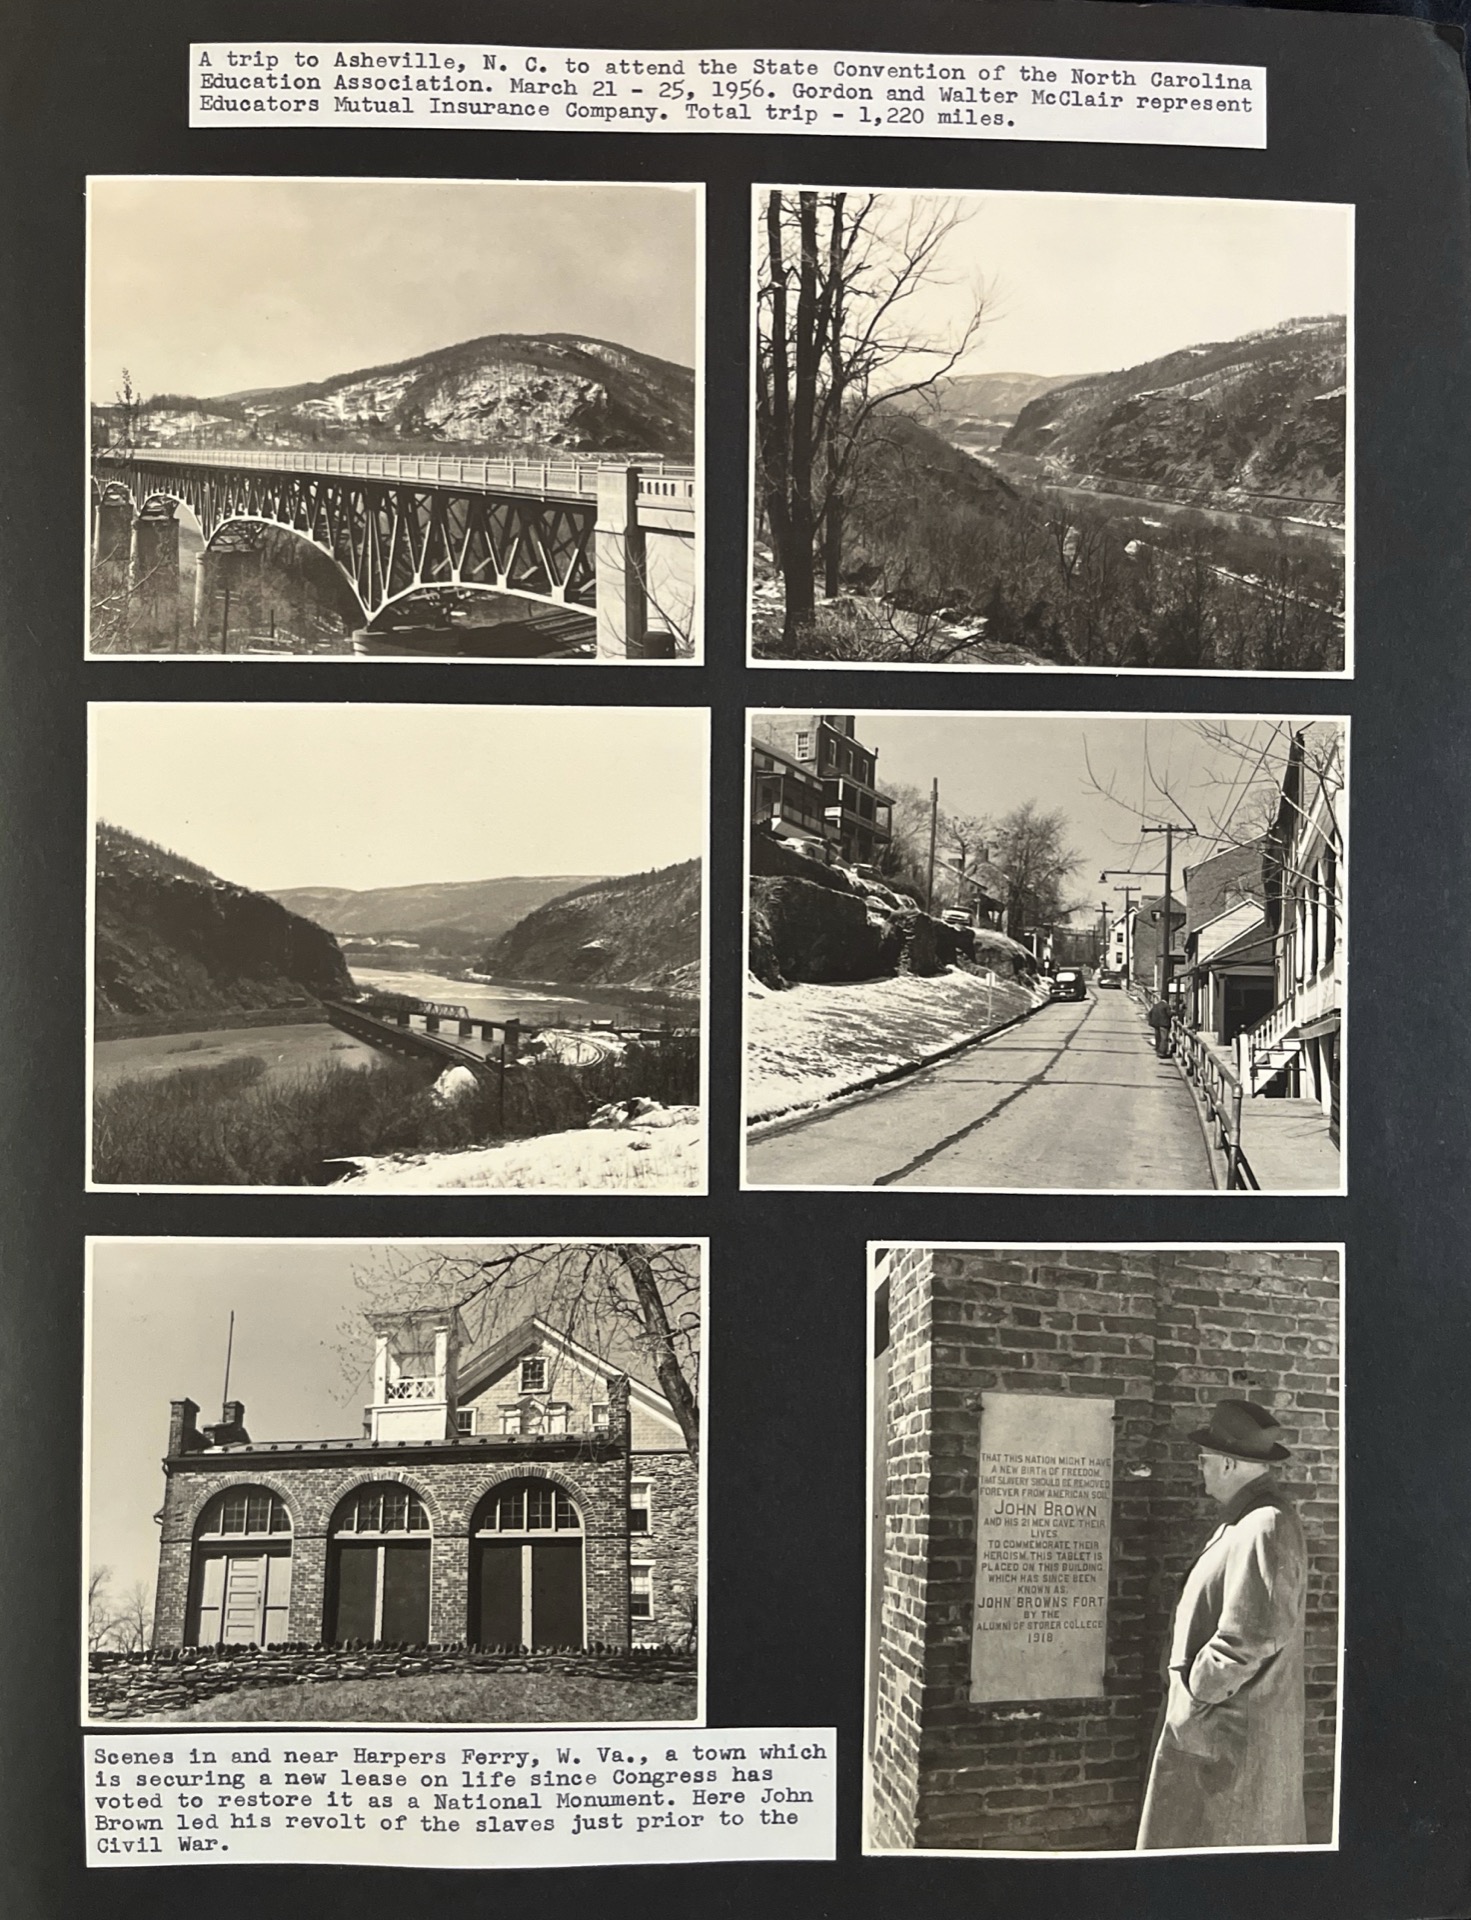 A trip to Asheville, N. C. to attend the State Convention of the North Carolina
Education Association. March 21 - 25, 1956. Gordon and Walter McClair represent
Educators Mutual Insurance Company. Total trip - 1,220 miles.
THAT THIS NATION MIGHT HAVE
A NEW BIRTH OF FREEDOM,
THAT SLAVERY SHOULD BE REMOVED
FOREVER FROM AMERICAN SOIL
JOHN BROWN
AND HIS 21 MEN GAVE THEIR
LIVES.
TO COMMEMORATE THEIR
HEROISM, THIS TABLET IS
PLACED ON THIS BUILDING,
WHICH HAS SINCE BEEN
KNOWN AS
JOHN BROWNS FORT
BY THE
ALUMNI OF STORER COLLEGE
1918
Scenes in and near Harpers Ferry, W. Va., a town which
is securing a new lease on life since Congress has
voted to restore it as a National Monument. Here John
Brown led his revolt of the slaves just prior to the
Civil War.